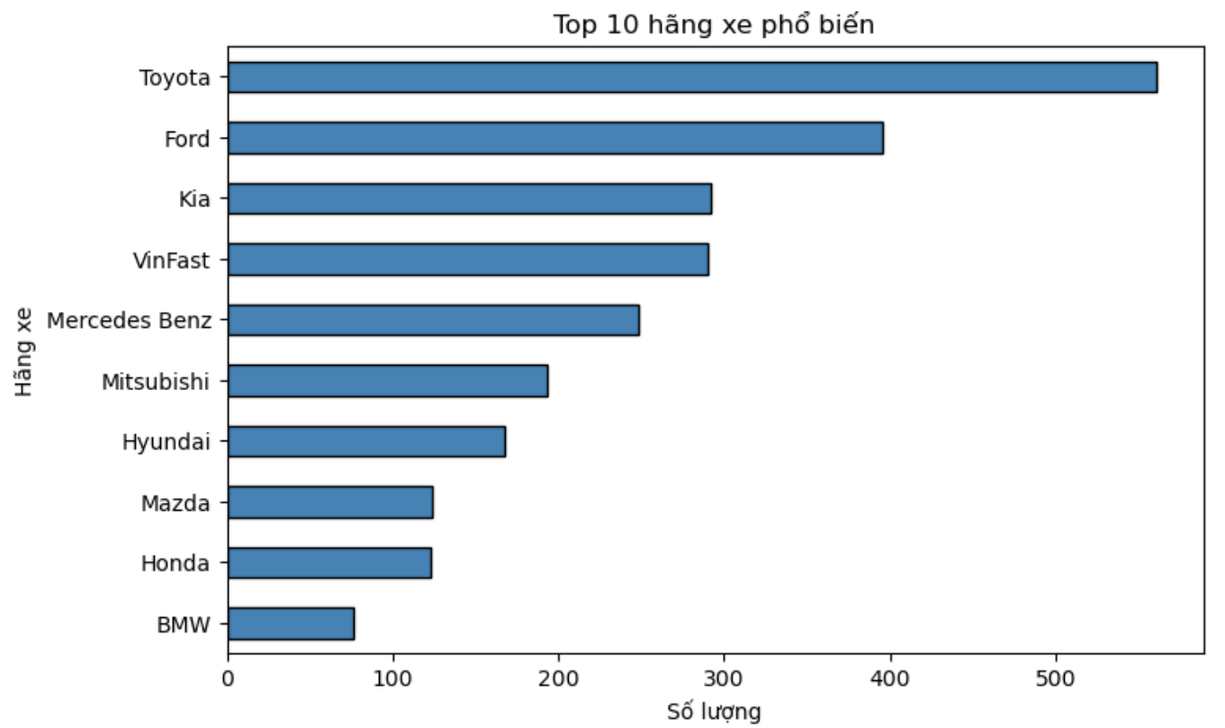 Top 10 hãng xe phổ biến
Toyota
Ford
Kia
VinFast
Mercedes Benz
Mitsubishi
Hyundai
Mazda
Honda
BMW
Hãng xe
0 100 200 300 400 500
Số lượng